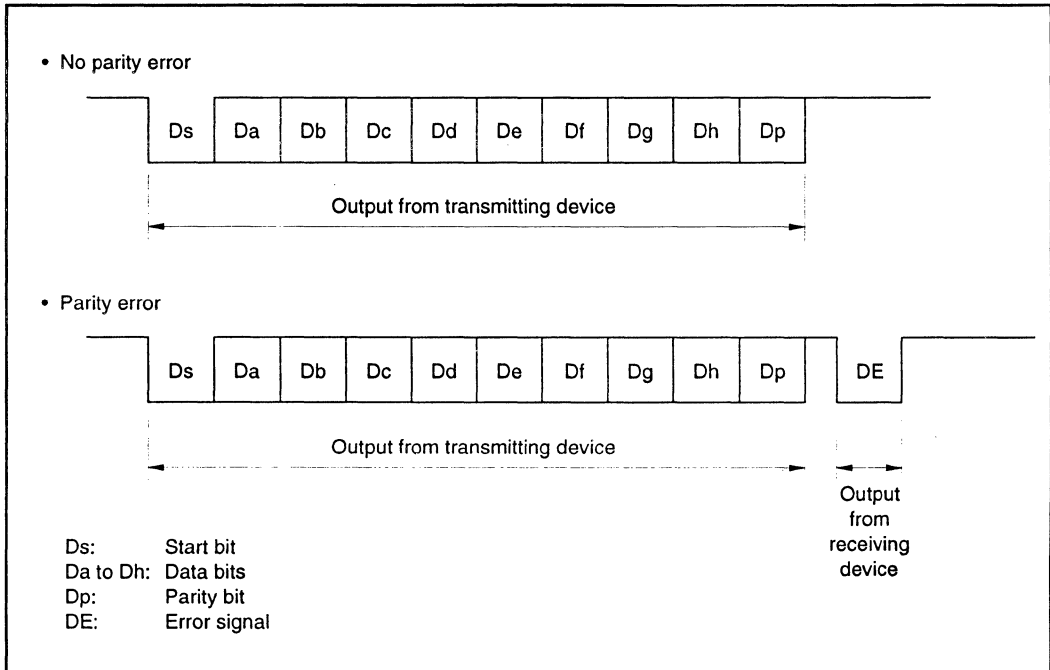 • No parity error
Ds Da Db Dc Dd De Df Dg Dh Dp
Output from transmitting device
• Parity error
Ds Da Db Dc Dd De Df Dg Dh Dp DE
Output from transmitting device
Output
from
receiving
device
Ds: Start bit
Da to Dh: Data bits
Dp: Parity bit
DE: Error signal